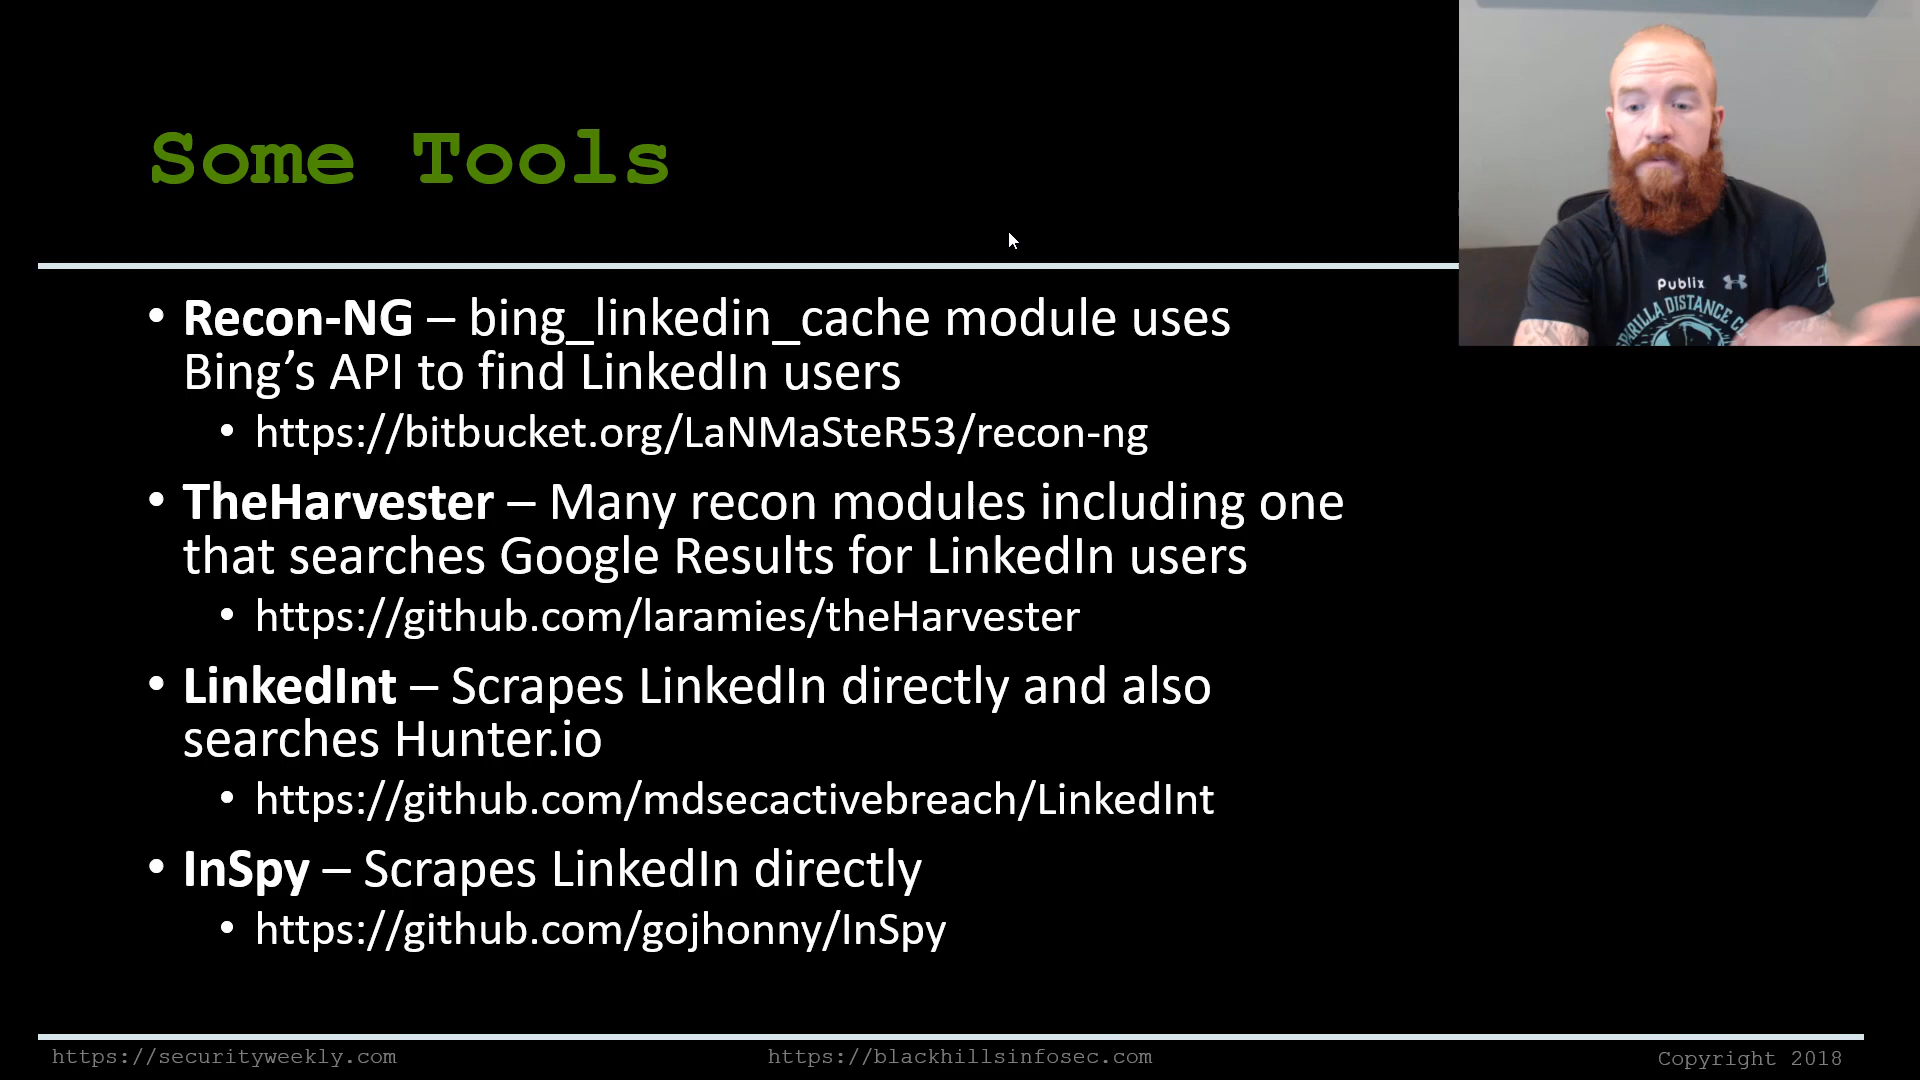 Some Tools
• Recon-NG – bing_linkedin_cache module uses
Bing’s API to find LinkedIn users
• https://bitbucket.org/LaNMaSteR53/recon-ng
• TheHarvester – Many recon modules including one
that searches Google Results for LinkedIn users
• https://github.com/laramies/theHarvester
• LinkedInt – Scrapes LinkedIn directly and also
searches Hunter.io
• https://github.com/mdsecactivebreach/LinkedInt
• InSpy – Scrapes LinkedIn directly
• https://github.com/gojhonny/InSpy
Publix
DISTANCE
https://securityweekly.com
https://blackhillsinfosec.com
Copyright 2018